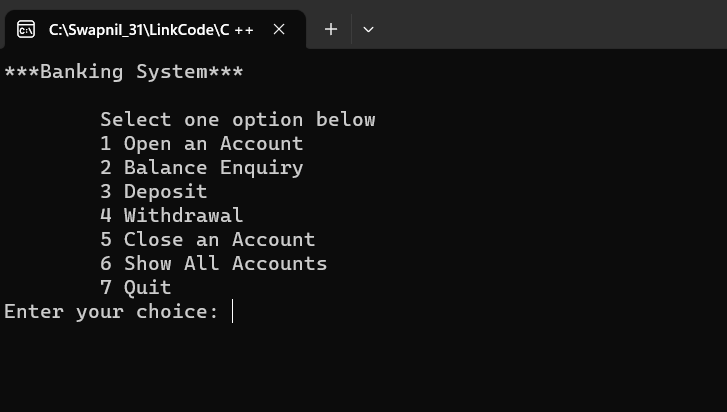 C:\Swapnil_31\LinkCode\C ++
***Banking System***
Select one option below
1 Open an Account
2 Balance Enquiry
3 Deposit
4 Withdrawal
5 Close an Account
6 Show All Accounts
7 Quit
Enter your choice: